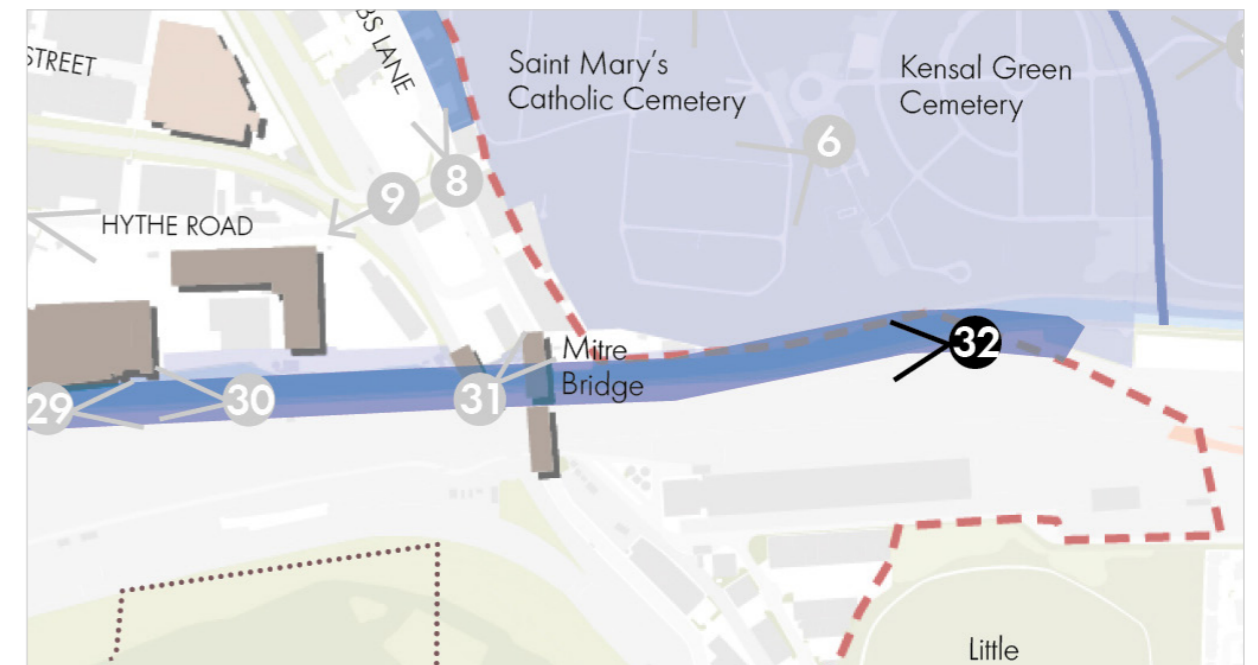 STREET
BS LANE
Saint Mary's
Catholic Cemetery
Kensal Green
Cemetery
6
8
9
HYTHE ROAD
Mitre
Bridge
32
31
30
29
Little